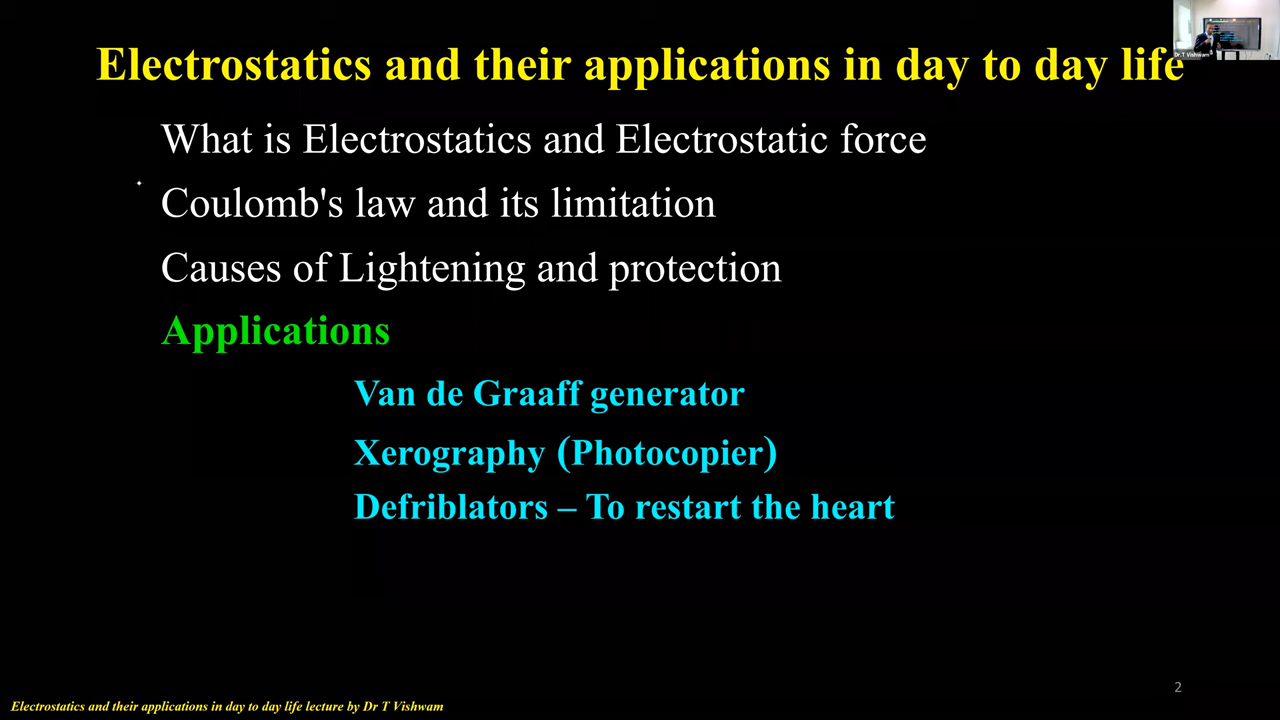 Electrostatics and their applications in day to day life
Dr T Vishwam
What is Electrostatics and Electrostatic force
Coulomb's law and its limitation
Causes of Lightening and protection
Applications
Van de Graaff generator
Xerography (Photocopier)
Defriblators – To restart the heart
2
Electrostatics and their applications in day to day life lecture by Dr T Vishwam